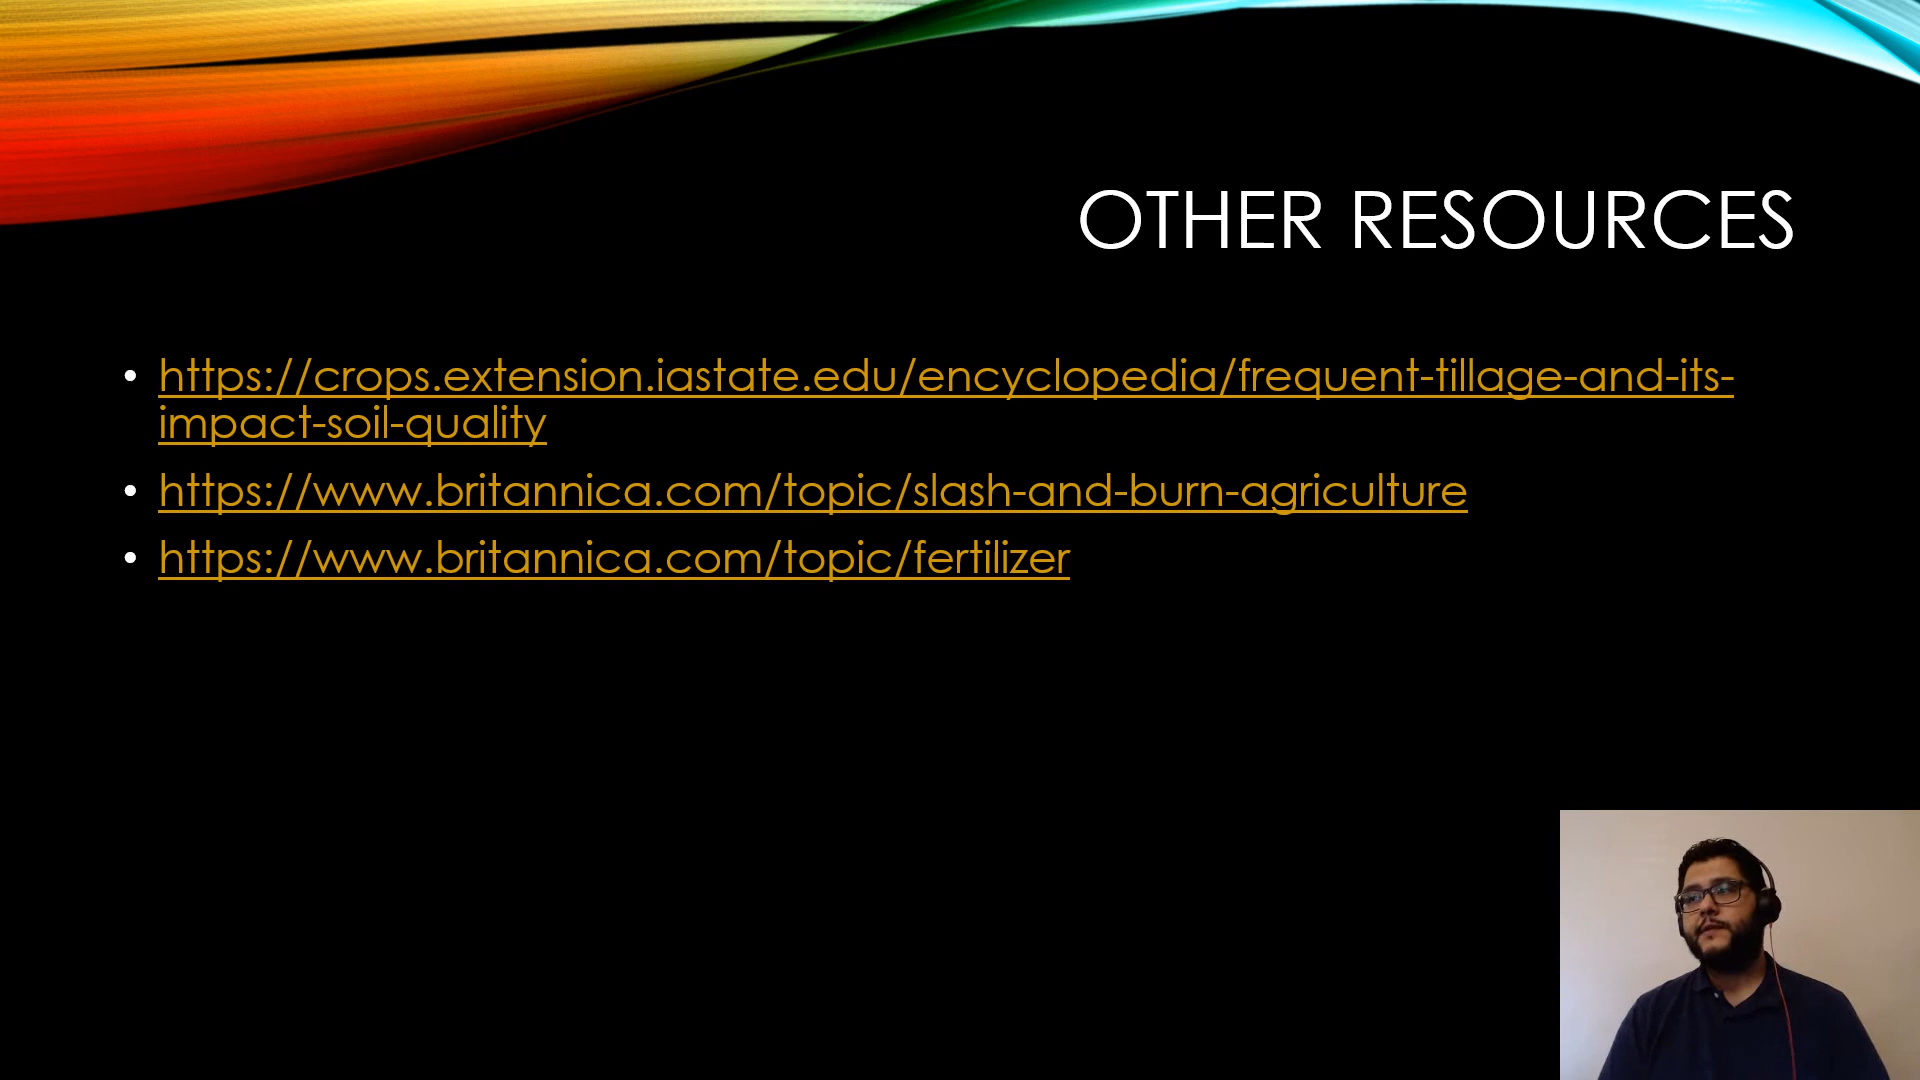 OTHER RESOURCES
• https://crops.extension.iastate.edu/encyclopedia/frequent-tillage-and-its-
impact-soil-quality
• https://www.britannica.com/topic/slash-and-burn-agriculture
• https://www.britannica.com/topic/fertilizer